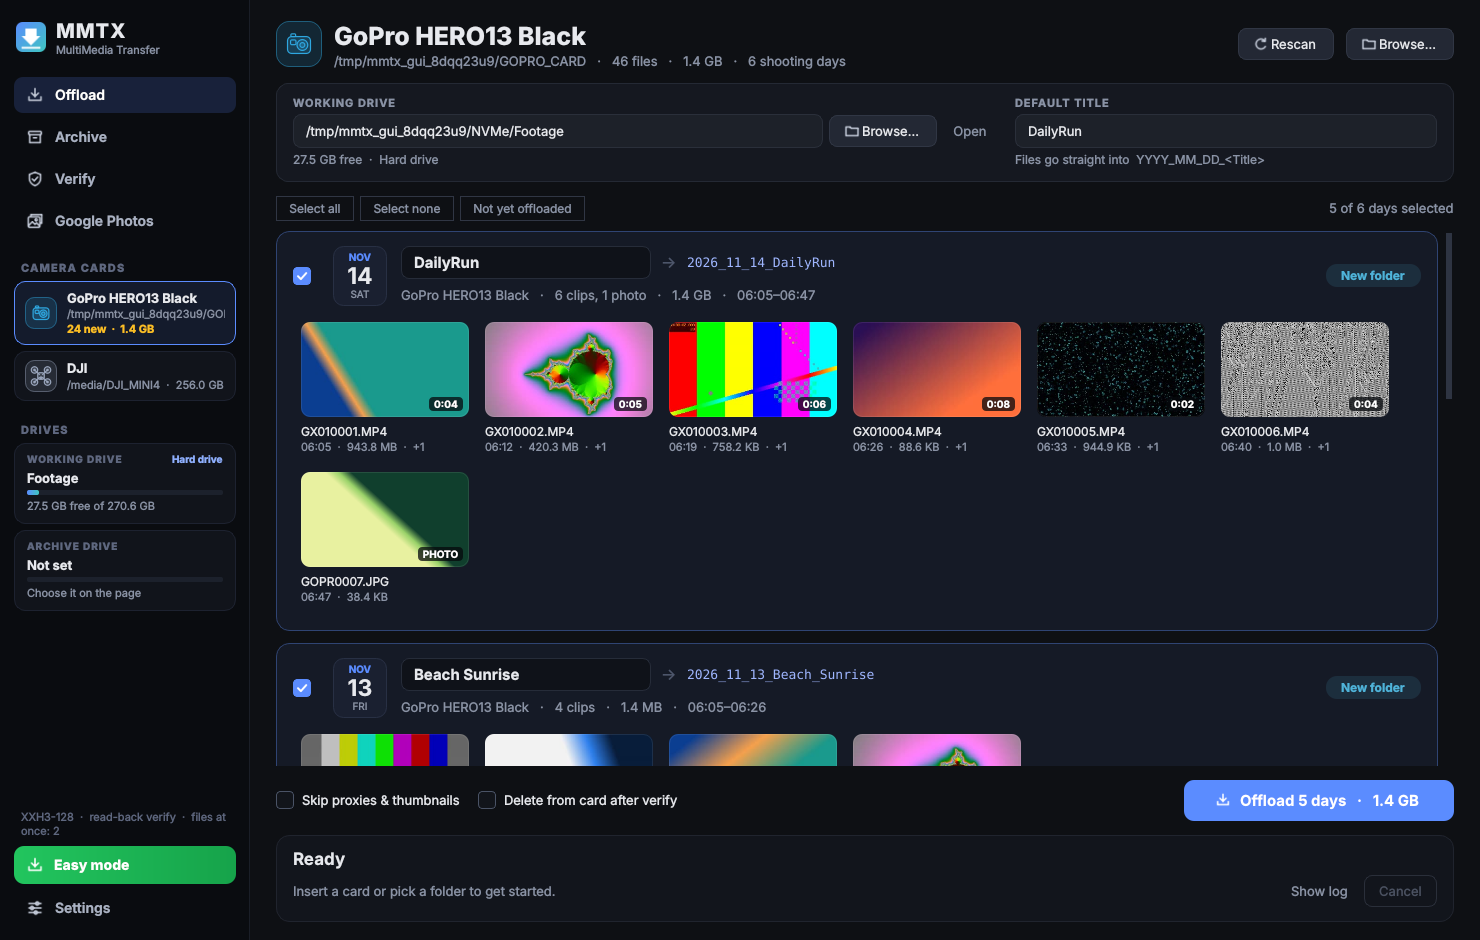 MMTX
MultiMedia Transfer
Offload
Archive
Verify
Google Photos
CAMERA CARDS
GoPro HERO13 Black
/tmp/mmtx_gui_8dqq23u9/GOI
24 new · 1.4 GB
DJI
/media/DJI_MINI4 · 256.0 GB
DRIVES
WORKING DRIVE Hard drive
Footage
27.5 GB free of 270.6 GB
ARCHIVE DRIVE
Not set
Choose it on the page
XXH3-128 · read-back verify · files at
once: 2
Easy mode
Settings
GoPro HERO13 Black
/tmp/mmtx_gui_8dqq23u9/GOPRO_CARD · 46 files · 1.4 GB · 6 shooting days
Rescan
Browse...
WORKING DRIVE
/tmp/mmtx_gui_8dqq23u9/NVMe/Footage
Browse...
Open
27.5 GB free · Hard drive
DEFAULT TITLE
DailyRun
Files go straight into YYYY_MM_DD_<Title>
Select all
Select none
Not yet offloaded
5 of 6 days selected
NOV
14
SAT
DailyRun
→ 2026_11_14_DailyRun
GoPro HERO13 Black · 6 clips, 1 photo · 1.4 GB · 06:05–06:47
New folder
0:04
GX010001.MP4
06:05 · 943.8 MB · +1
0:05
GX010002.MP4
06:12 · 420.3 MB · +1
0:06
GX010003.MP4
06:19 · 758.2 KB · +1
0:08
GX010004.MP4
06:26 · 88.6 KB · +1
0:02
GX010005.MP4
06:33 · 944.9 KB · +1
0:04
GX010006.MP4
06:40 · 1.0 MB · +1
PHOTO
GOPR0007.JPG
06:47 · 38.4 KB
NOV
13
FRI
Beach Sunrise
→ 2026_11_13_Beach_Sunrise
GoPro HERO13 Black · 4 clips · 1.4 MB · 06:05–06:26
New folder
Skip proxies & thumbnails
Delete from card after verify
Offload 5 days · 1.4 GB
Ready
Insert a card or pick a folder to get started.
Show log
Cancel